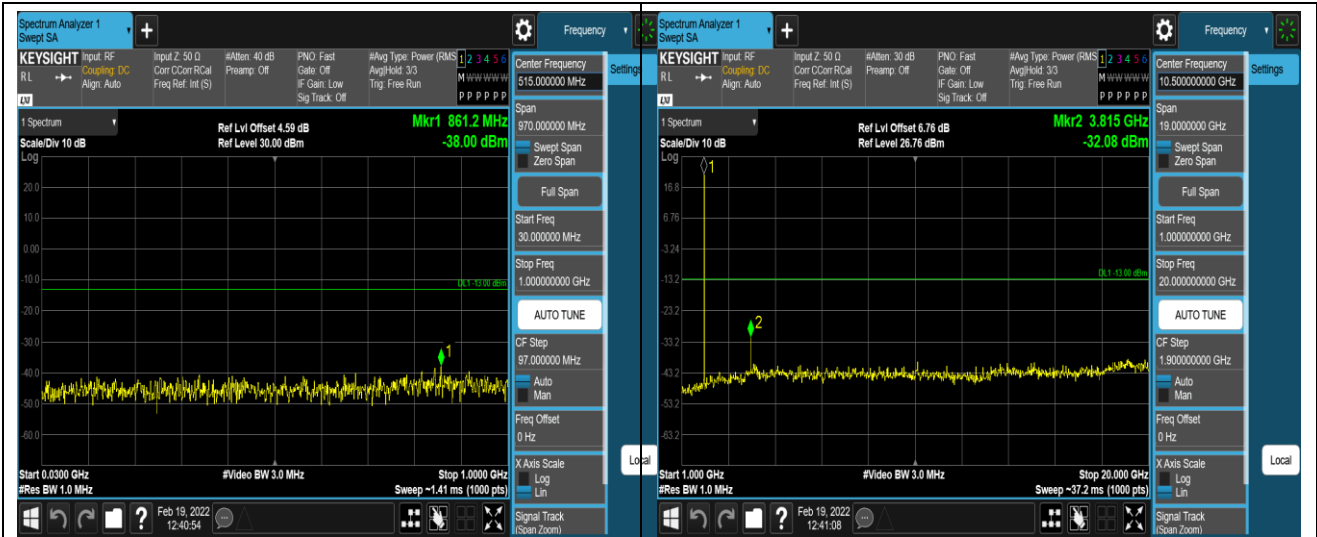 Spectrum Analyzer 1
Swept SA
+
Frequency
KEYSIGHT
Input: RF
Coupling: DC
Align: Auto
Input Z: 50 Ω
Corr CCorr RCal
Freq Ref: Int (S)
#Atten: 40 dB
Preamp: Off
PNO: Fast
Gate: Off
IF Gain: Low
Sig Track: Off
#Avg Type: Power (RMS
Avg|Hold: 3/3
Trig: Free Run
1 2 3 4 5 6
M W W W W W
P P P P P P
RL
LXI
Center Frequency
515.000000 MHz
Settings
1 Spectrum
Scale/Div 10 dB
Log
Ref Lvl Offset 4.59 dB
Ref Level 30.00 dBm
Mkr1 861.2 MHz
-38.00 dBm
Span
970.000000 MHz
Swept Span
Zero Span
Full Span
Start Freq
30.000000 MHz
Stop Freq
1.000000000 GHz
AUTO TUNE
CF Step
97.000000 MHz
Auto
Man
Freq Offset
0 Hz
X Axis Scale
Log
Lin
Signal Track
(Span Zoom)
Local
20.0
10.0
0.00
-10.0
DL1 -13.00 dBm
-20.0
-30.0
1
-40.0
-50.0
-60.0
Start 0.0300 GHz
#Res BW 1.0 MHz
#Video BW 3.0 MHz
Stop 1.0000 GHz
Sweep ~1.41 ms (1000 pts)
?
Feb 19, 2022
12:40:54
Spectrum Analyzer 1
Swept SA
+
Frequency
KEYSIGHT
Input: RF
Coupling: DC
Align: Auto
Input Z: 50 Ω
Corr CCorr RCal
Freq Ref: Int (S)
#Atten: 30 dB
Preamp: Off
PNO: Fast
Gate: Off
IF Gain: Low
Sig Track: Off
#Avg Type: Power (RMS
Avg|Hold: 3/3
Trig: Free Run
1 2 3 4 5 6
M W W W W W
P P P P P P
RL
LXI
Center Frequency
10.500000000 GHz
Settings
1 Spectrum
Scale/Div 10 dB
Log
Ref Lvl Offset 6.76 dB
Ref Level 26.76 dBm
Mkr2 3.815 GHz
-32.08 dBm
Span
19.0000000 GHz
Swept Span
Zero Span
Full Span
Start Freq
1.000000000 GHz
Stop Freq
20.000000000 GHz
AUTO TUNE
CF Step
1.900000000 GHz
Auto
Man
Freq Offset
0 Hz
X Axis Scale
Log
Lin
Signal Track
(Span Zoom)
Local
1
16.8
6.76
-3.24
-13.2
DL1 -13.00 dBm
-23.2
2
-33.2
-43.2
-53.2
-63.2
Start 1.000 GHz
#Res BW 1.0 MHz
#Video BW 3.0 MHz
Stop 20.000 GHz
Sweep ~37.2 ms (1000 pts)
?
Feb 19, 2022
12:41:08